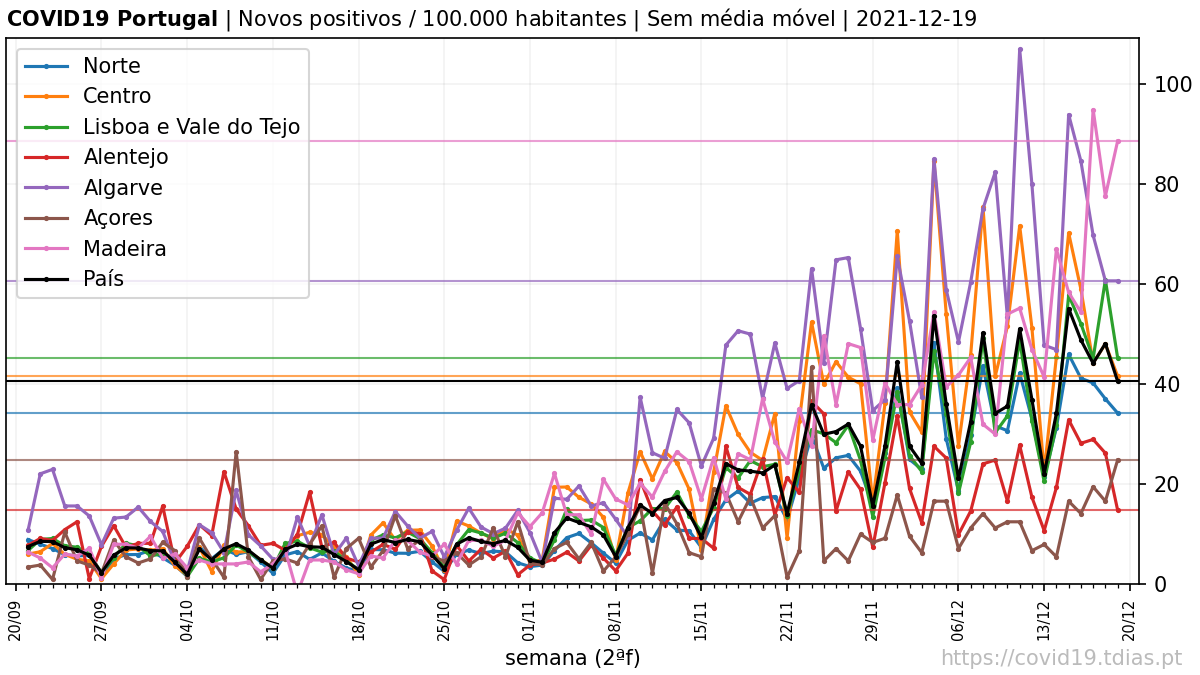 COVID19 Portugal | Novos positivos / 100.000 habitantes | Sem média móvel | 2021-12-19
Norte
Centro
Lisboa e Vale do Tejo
Alentejo
Algarve
Açores
Madeira
País
100
80
60
40
20
0
20/09
27/09
04/10
11/10
18/10
25/10
01/11
08/11
15/11
22/11
29/11
06/12
13/12
20/12
semana (2ªf)
https://covid19.tdias.pt